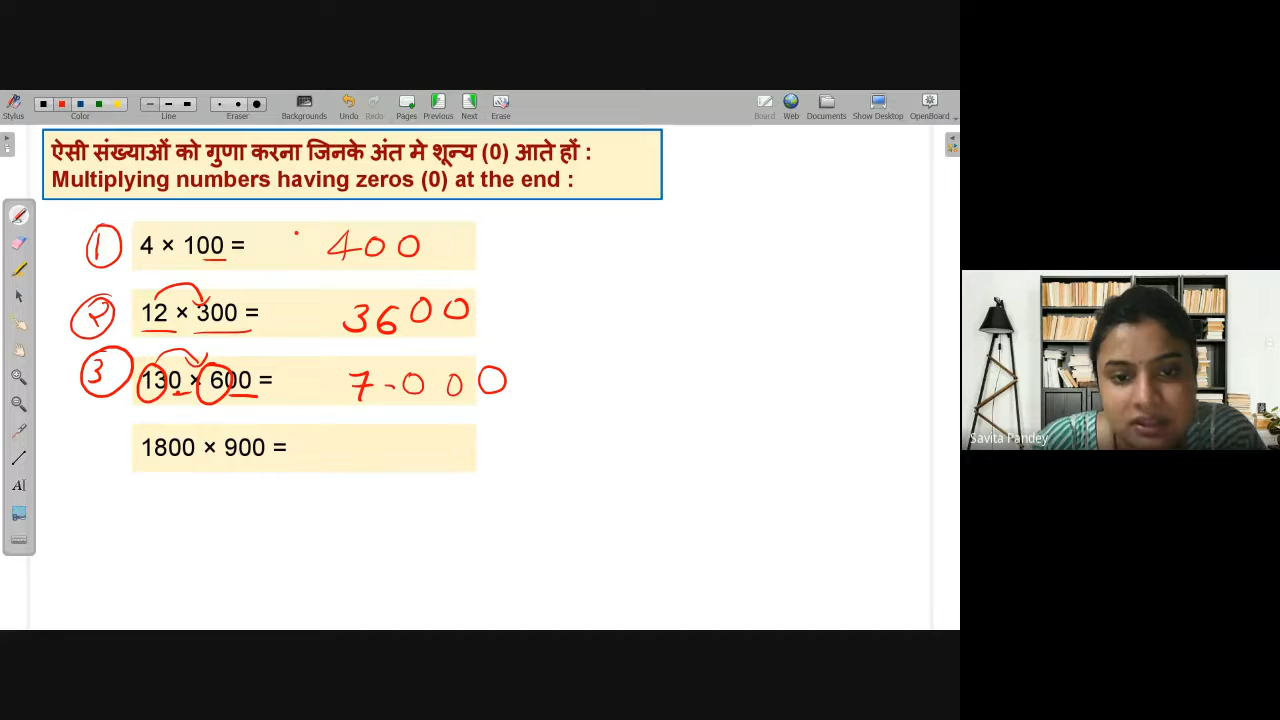 Stylus
Color
Line
Eraser
Backgrounds
Undo
Redo
Pages
Previous
Next
Erase
Board
Web
Documents
Show Desktop
OpenBoard
ऐसी संख्याओं को गुणा करना जिनके अंत मे शून्य (0) आते हों :
Multiplying numbers having zeros (0) at the end :
1 4 × 100 = 400
2 12 × 300 = 3600
3 130 × 600 = 7-000
1800 × 900 =
Savita Pandey